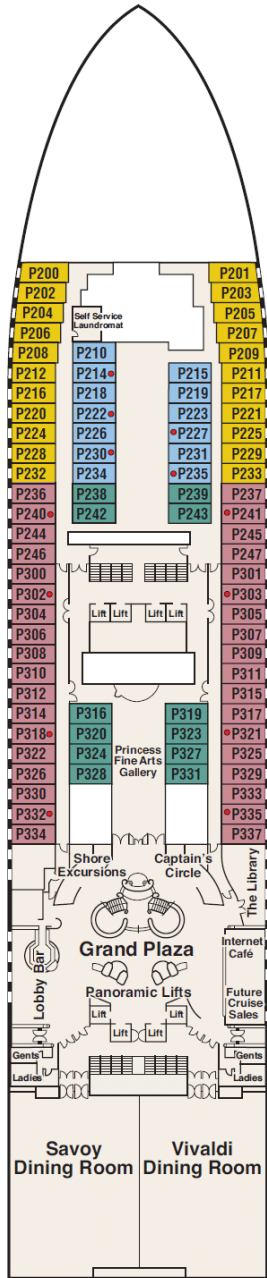 P200 P201
P202 P203
P204 P205
Self Service
Laundromat
P206 P207
P208 P210 P209
P212 P214 P215 P211
P216 P218 P219 P217
P220 P222 P223 P221
P224 P226 P227 P225
P228 P230 P231 P229
P232 P234 P235 P233
P236 P238 P239 P237
P240 P242 P243 P241
P244 P245
P246 P247
P300 P301
P302 P303
P304 Lift Lift Lift Lift P305
P306 P307
P308 P309
P310 P311
P312 P315
P314 P316 P319 P317
P318 P320 P323 P321
P322 P324 P327 P325
P326 P328 P331 P329
Princess
Fine Arts
Gallery
P330 P333
P332 P335
P334 P337
Shore
Excursions
Captain's
Circle
The Library
Grand Plaza
Lobby Bar
Internet
Café
Panoramic Lifts
Future
Cruise
Sales
Lift Lift
Lift Lift
Gents Gents
Ladies Ladies
Savoy
Dining Room
Vivaldi
Dining Room